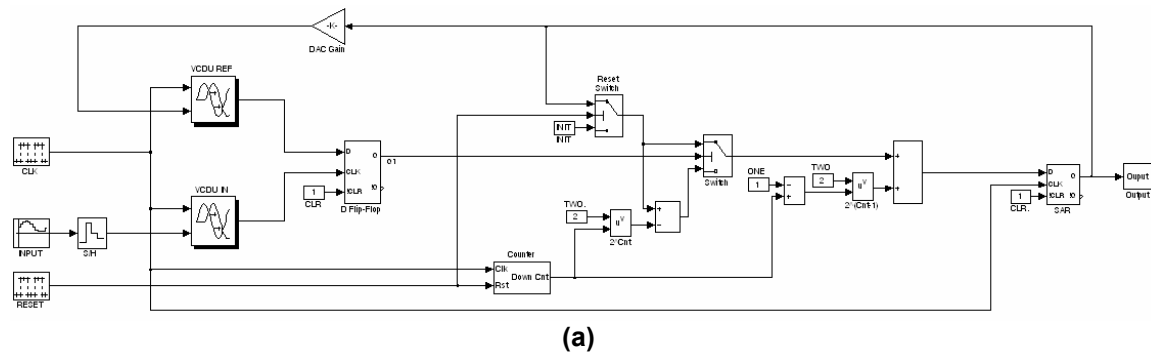 -K-
DAC Gain
VCDU REF
Reset
Switch
INIT
INIT
CLK
D
CLK
!CLR
Q
!Q
0.1
1
CLR
D Flip-Flop
Switch
ONE
1
TWO
2
u^v
2^(Cnt-1)
VCDU IN
TWO.
2
u^v
2^Cnt
D
CLK
!CLR
Q
!Q
SAR
1
CLR.
Ouput
Output
INPUT
S/H
Counter
Clk
Rst
Down Cnt
RESET
(a)